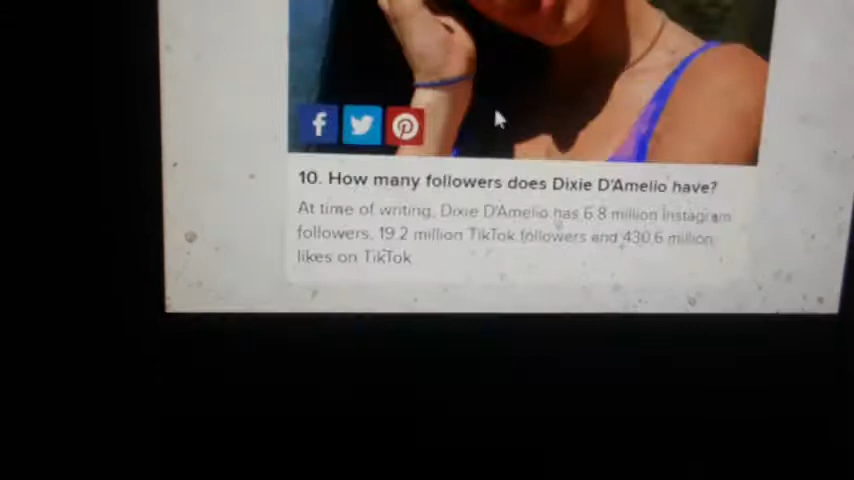 10. How many followers does Dixie D'Amelio have?
At time of writing, Dixie D'Amelio has 6.8 million Instagram
followers, 19.2 million TikTok followers and 430.6 million
likes on TikTok